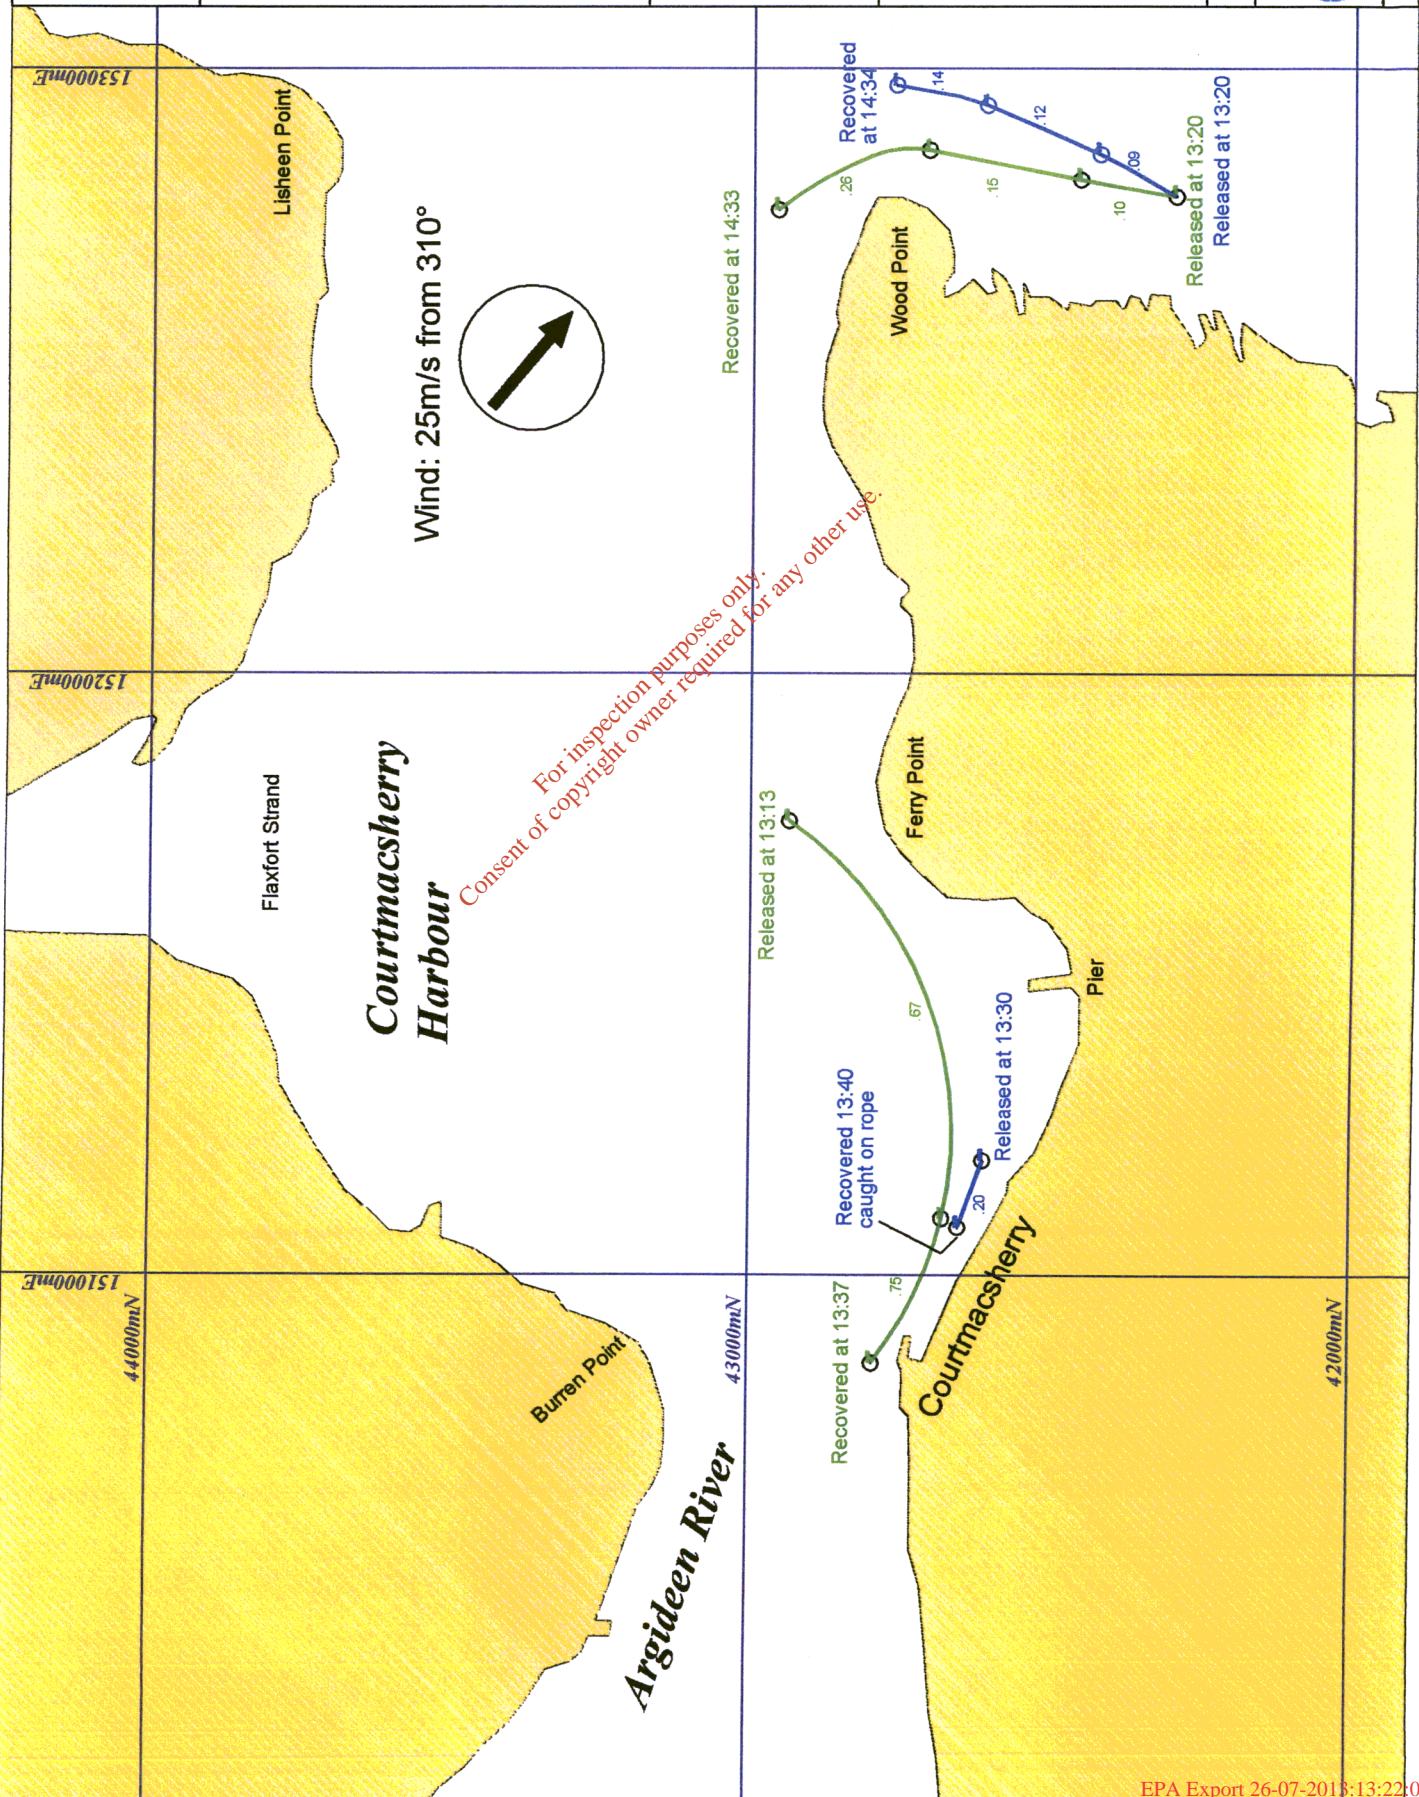 153000mE
152000mE
151000mE
44000mN
43000mN
42000mN
Lisheen Point
Wind: 25m/s from 310°
Flaxfort Strand
Courtmacsherry
Harbour
Burren Point
Argideen River
Wood Point
Ferry Point
Pier
Courtmacsherry
Recovered
at 14:34
.14
.12
.09
Released at 13:20
Released at 13:20
Recovered at 14:33
.26
.15
.10
Released at 13:13
.67
.75
Recovered at 13:37
Recovered 13:40
caught on rope
.20
Released at 13:30
For inspection purposes only.
Consent of copyright owner required for any other use.
EPA Export 26-07-2013:13:22:0